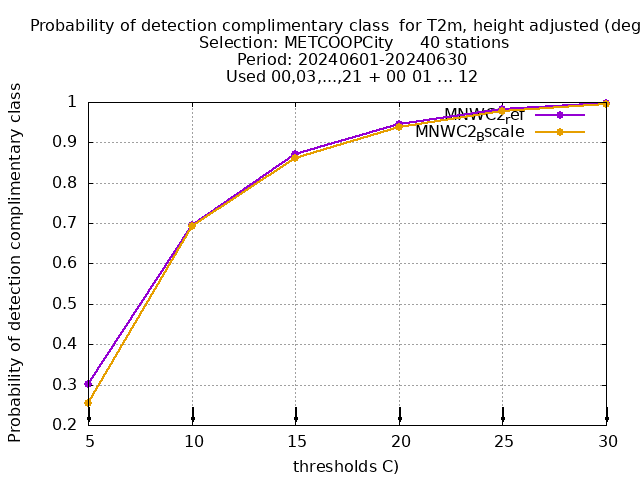 Probability of detection complimentary class  for T2m, height adjusted (deg
Selection: METCOOPCity     40 stations
Period: 20240601-20240630
Used 00,03,...,21 + 00 01 ... 12
Probability of detection complimentary class
1
0.9
0.8
0.7
0.6
0.5
0.4
0.3
0.2
MNWC2ref
MNWC2Bscale
5
10
15
20
25
30
thresholds C)